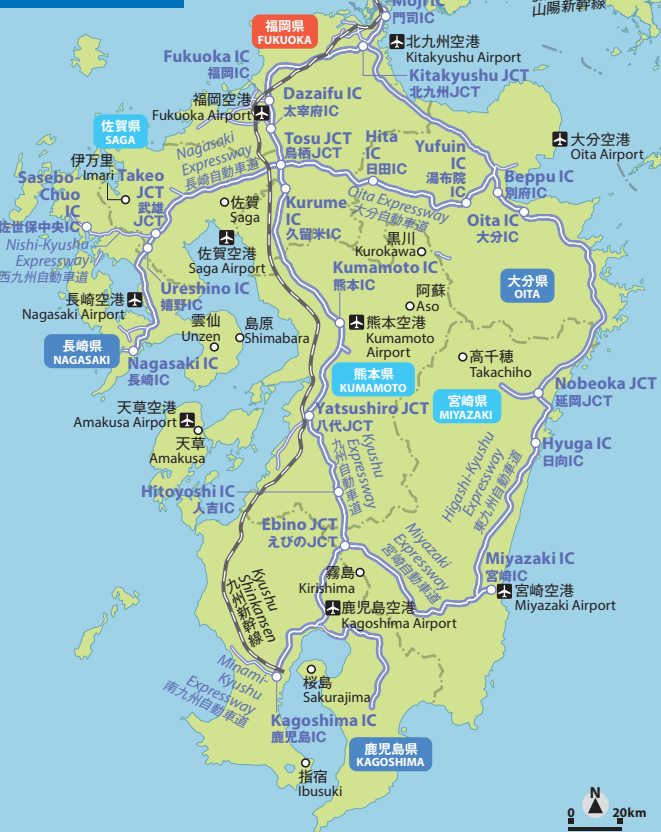 Moji IC
門司IC
山陽新幹線
福岡県
FUKUOKA
北九州空港
Kitakyushu Airport
Fukuoka IC
福岡IC
Kitakyushu JCT
北九州JCT
福岡空港
Fukuoka Airport
Dazaifu IC
太宰府IC
佐賀県
SAGA
大分空港
Oita Airport
Tosu JCT
鳥栖JCT
Hita
IC
日田IC
Yufuin
IC
湯布院
IC
Nagasaki
Expressway
長崎自動車道
伊万里
Imari
Takeo
JCT
武雄
JCT
Sasebo-
Chuo
IC
佐世保中央IC
Beppu IC
別府IC
Oita Expressway
大分自動車道
佐賀
Saga
Kurume
IC
久留米IC
Oita IC
大分IC
Nishi-Kyushu
Expressway
西九州自動車道
佐賀空港
Saga Airport
黒川
Kurokawa
Kumamoto IC
熊本IC
Ureshino IC
嬉野IC
大分県
OITA
阿蘇
Aso
長崎空港
Nagasaki Airport
雲仙
Unzen
島原
Shimabara
熊本空港
Kumamoto
Airport
長崎県
NAGASAKI
Nagasaki IC
長崎IC
高千穂
Takachiho
熊本県
KUMAMOTO
宮崎県
MIYAZAKI
Nobeoka JCT
延岡JCT
天草空港
Amakusa Airport
天草
Amakusa
Yatsushiro JCT
八代JCT
Kyushu
Expressway
九州自動車道
Higashi-Kyushu
Expressway
東九州自動車道
Hyuga IC
日向IC
Hitoyoshi IC
人吉IC
Ebino JCT
えびのJCT
Miyazaki
Expressway
宮崎自動車道
Miyazaki IC
宮崎IC
宮崎空港
Miyazaki Airport
霧島
Kirishima
Kyushu
Shinkansen
九州新幹線
鹿児島空港
Kagoshima Airport
Minami-
Kyushu
Expressway
南九州自動車道
桜島
Sakurajima
Kagoshima IC
鹿児島IC
鹿児島県
KAGOSHIMA
指宿
Ibusuki
N
0 20km